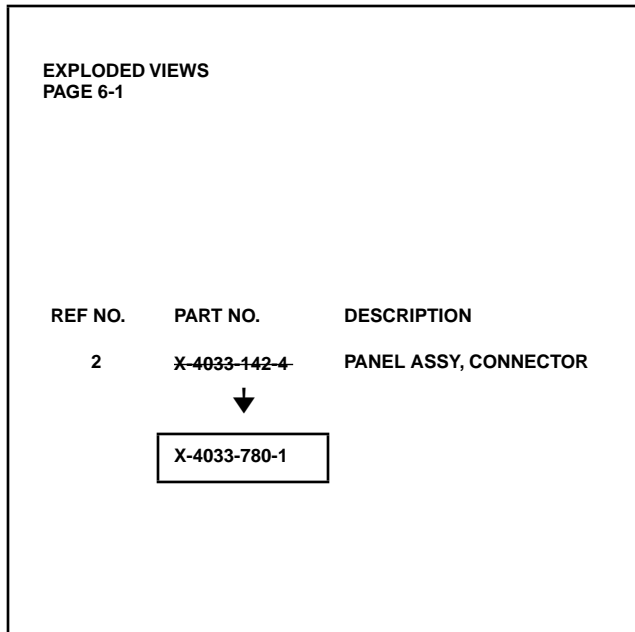 EXPLODED VIEWS
PAGE 6-1
REF NO. PART NO. DESCRIPTION
2 X-4033-142-4 PANEL ASSY, CONNECTOR
X-4033-780-1